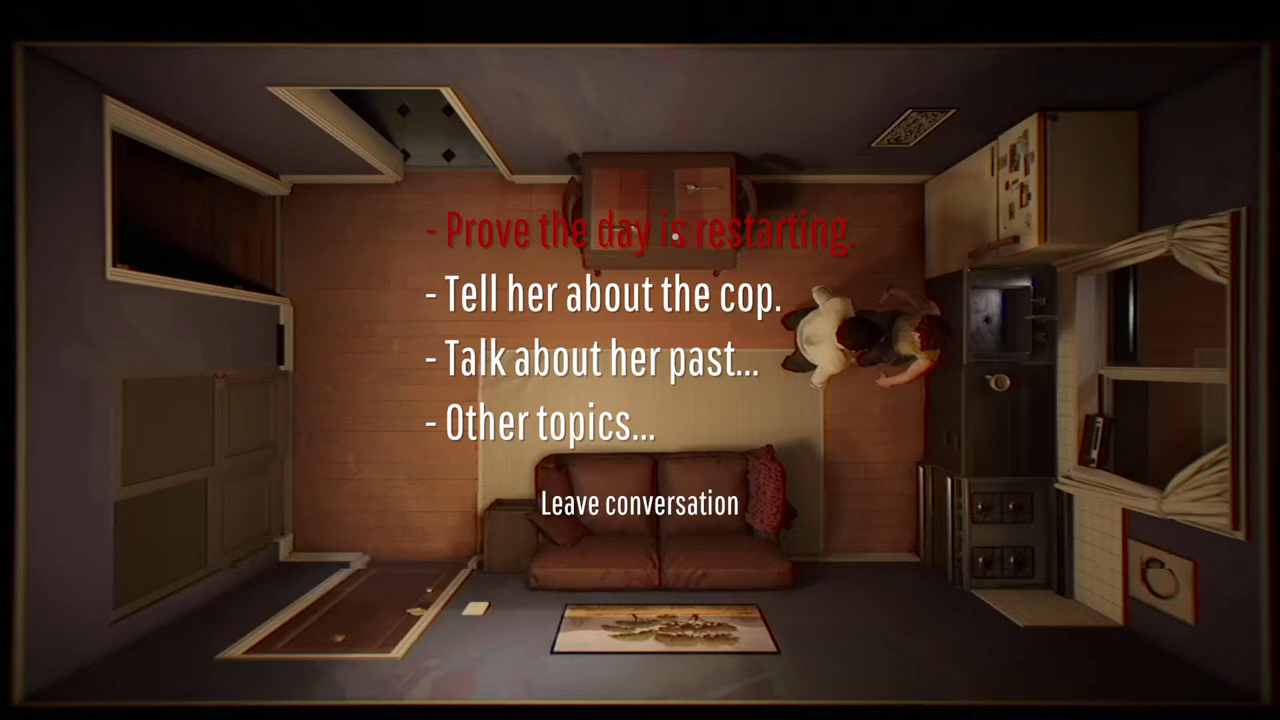 - Prove the day is restarting.
- Tell her about the cop.
- Talk about her past...
- Other topics...
Leave conversation